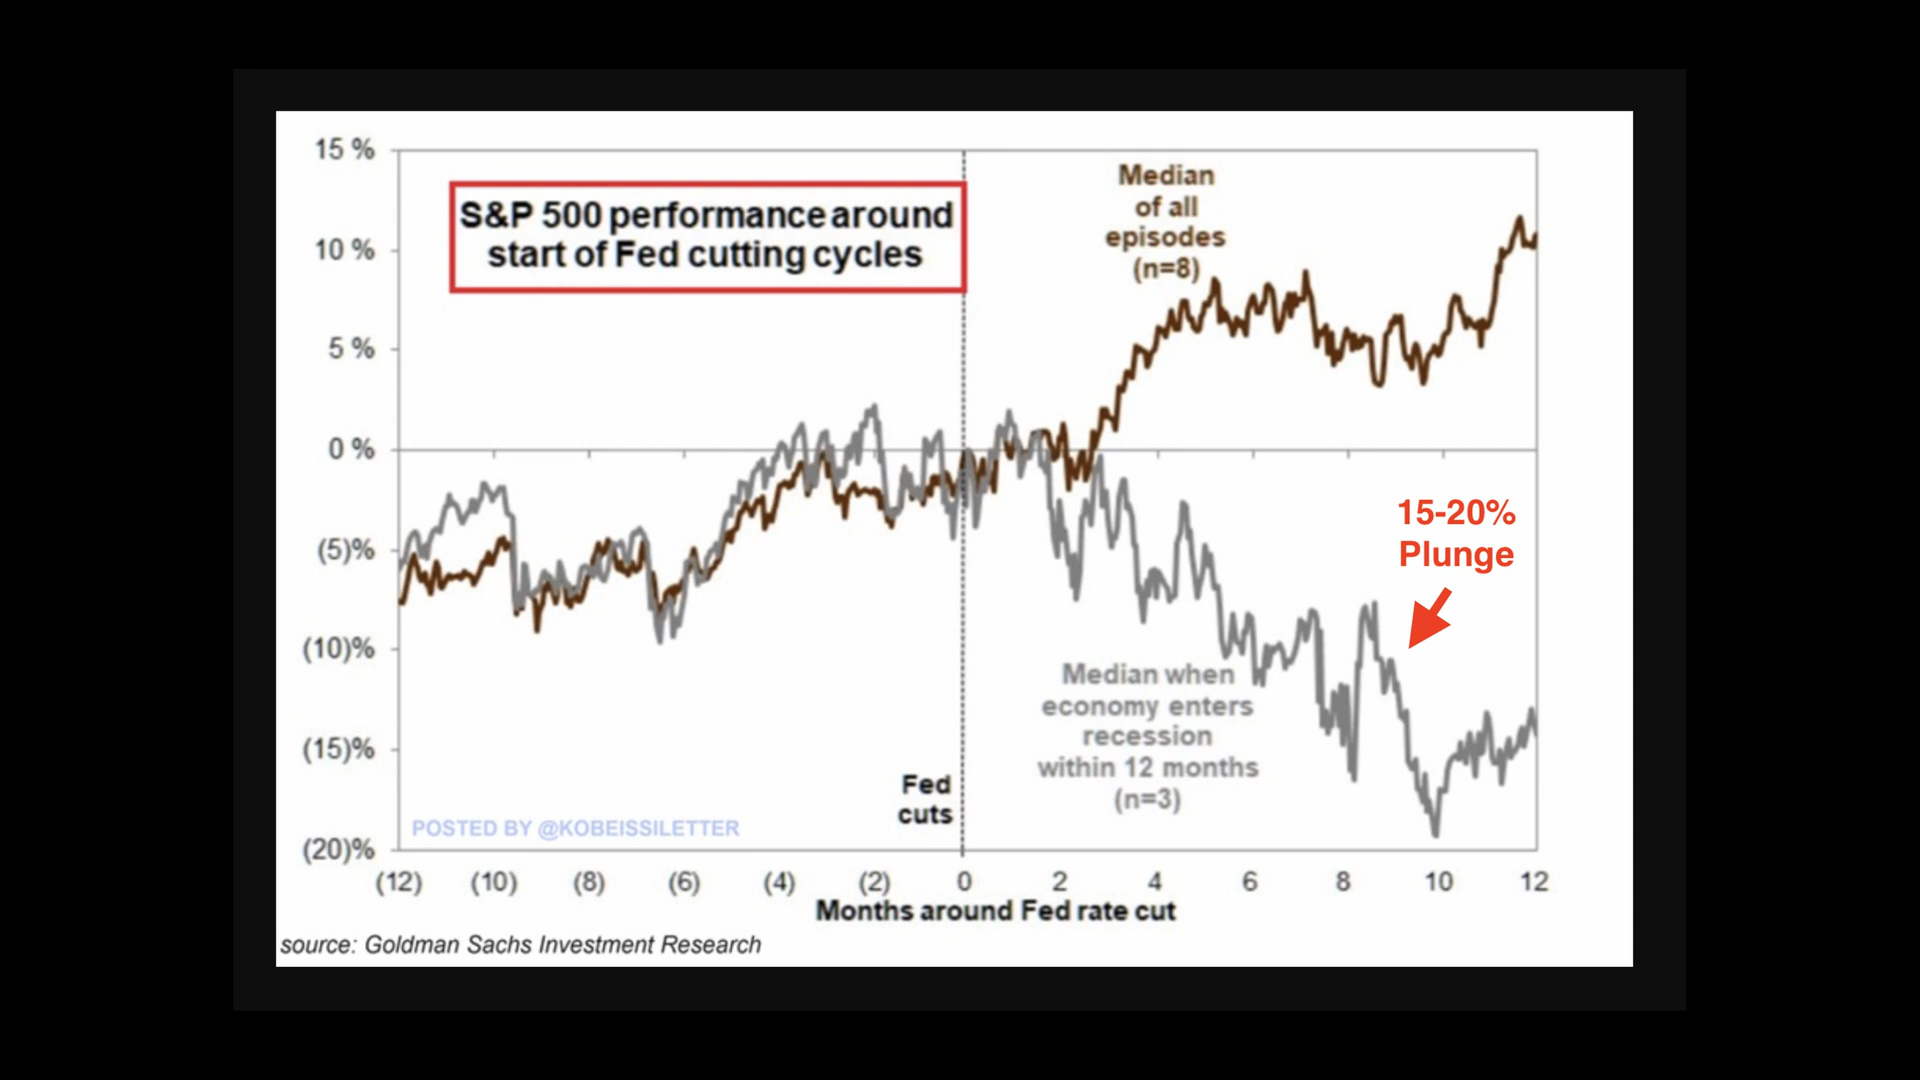 15 %
10 %
5 %
0 %
(5)%
(10)%
(15)%
(20)%
S&P 500 performance around
start of Fed cutting cycles
Median
of all
episodes
(n=8)
15-20%
Plunge
Median when
economy enters
recession
within 12 months
(n=3)
Fed
cuts
POSTED BY @KOBEISSILETTER
(12) (10) (8) (6) (4) (2) 0 2 4 6 8 10 12
Months around Fed rate cut
source: Goldman Sachs Investment Research